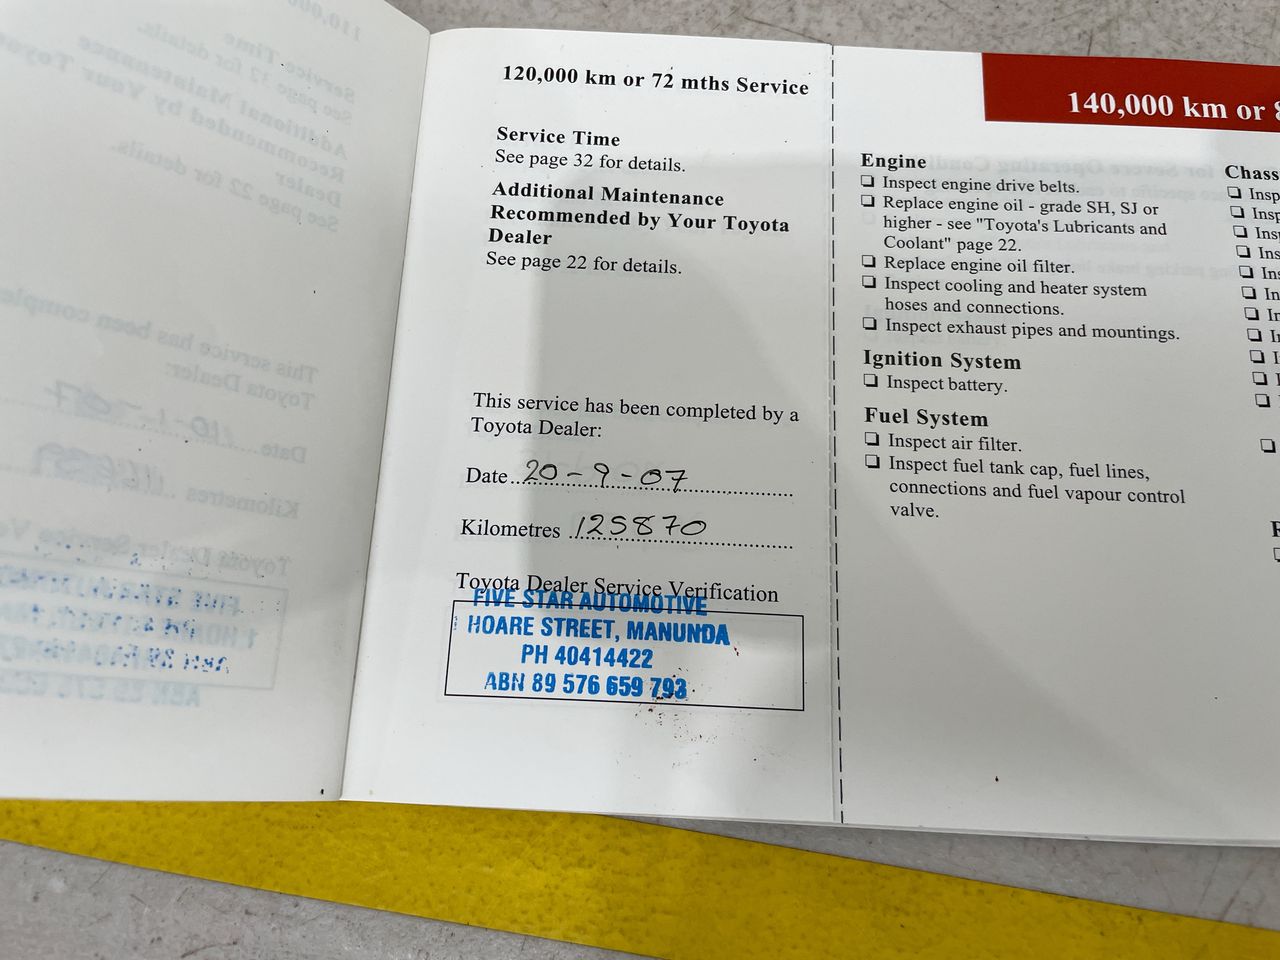 120,000 km or 72 mths Service
Service Time
See page 32 for details.
Additional Maintenance
Recommended by Your Toyota
Dealer
See page 22 for details.
This service has been completed by a
Toyota Dealer:
Date 20-9-07
Kilometres 125870
Toyota Dealer Service Verification
FIVE STAR AUTOMOTIVE
1 HOARE STREET, MANUNDA
PH 40414422
ABN 89 576 659 793
140,000 km or
Engine
❏ Inspect engine drive belts.
❏ Replace engine oil - grade SH, SJ or
higher - see "Toyota's Lubricants and
Coolant" page 22.
❏ Replace engine oil filter.
❏ Inspect cooling and heater system
hoses and connections.
❏ Inspect exhaust pipes and mountings.
Ignition System
❏ Inspect battery.
Fuel System
❏ Inspect air filter.
❏ Inspect fuel tank cap, fuel lines,
connections and fuel vapour control
valve.